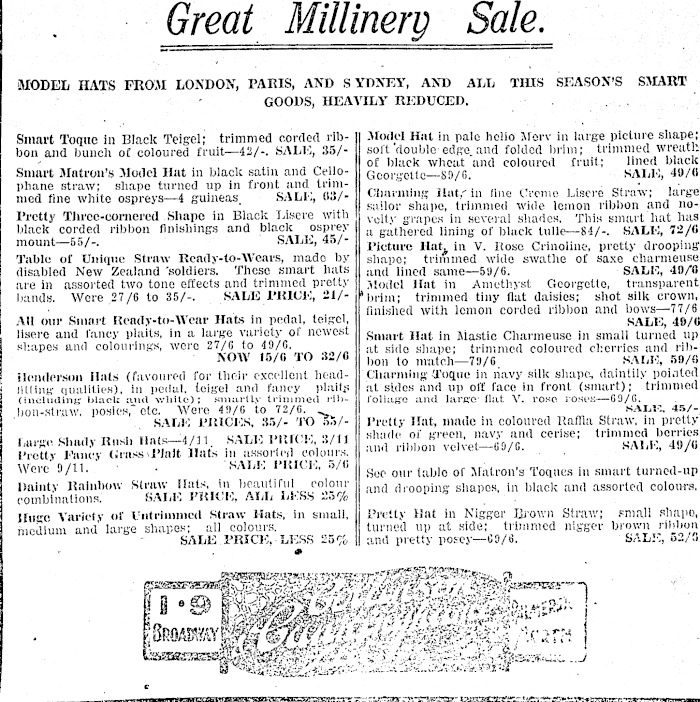 Great Millinery Sale.
MODEL HATS FROM LONDON, PARIS, AND SYDNEY, AND ALL THIS SEASON'S SMART
GOODS, HEAVILY REDUCED.
Smart Toque in Black Teigel; trimmed corded rib-
bon and bunch of coloured fruit—42/-. SALE, 35/-
Smart Matron's Model Hat in black satin and Cello-
phane straw; shape turned up in front and trim-
med fine white ospreys—4 guineas. SALE, 63/-
Pretty Three-cornered Shape in Black Lisere with
black corded ribbon finishings and black osprey
mount—55/-. SALE, 45/-
Table of Unique Straw Ready-to-Wears, made by
disabled New Zealand soldiers. These smart hats
are in assorted two tone effects and trimmed pretty
bands. Were 27/6 to 35/-. SALE PRICE, 21/-
All our Smart Ready-to-Wear Hats in pedal, teigel,
lisere and fancy plaits, in a large variety of newest
shapes and colourings, were 27/6 to 49/6.
NOW 15/6 TO 32/6
Henderson Hats (favoured for their excellent head-
fitting qualities), in pedal, teigel and fancy plaits
(including black and white); smartly trimmed rib-
bon-straw, posies, etc. Were 49/6 to 72/6.
SALE PRICES, 35/- TO 55/-
Large Shady Rush Hats—4/11. SALE PRICE, 3/11
Pretty Fancy Grass Plait Hats in assorted colours.
Were 9/11. SALE PRICE, 5/6
Dainty Rainbow Straw Hats, in beautiful colour
combinations. SALE PRICE, ALL LESS 25%
Huge Variety of Untrimmed Straw Hats, in small,
medium and large shapes; all colours.
SALE PRICE, LESS 25%
Model Hat in pale helio Merv in large picture shape;
soft double edge and folded brim; trimmed wreath
of black wheat and coloured fruit; lined black
Georgette—89/6. SALE, 49/6
Charming Hat, in fine Creme Lisere Straw; large
sailor shape, trimmed wide lemon ribbon and no-
velty grapes in several shades. This smart hat has
a gathered lining of black tulle—84/-. SALE, 72/6
Picture Hat, in V. Rose Crinoline, pretty drooping
shape; trimmed wide swathe of saxe charmeuse
and lined same—59/6. SALE, 49/6
Model Hat in Amethyst Georgette, transparent
brim; trimmed tiny flat daisies; shot silk crown,
finished with lemon corded ribbon and bows—77/6
SALE, 49/6
Smart Hat in Mastic Charmeuse in small turned up
at side shape; trimmed coloured cherries and rib-
bon to match—79/6. SALE, 59/6
Charming Toque in navy silk shape, daintily pointed
at sides and up off face in front (smart); trimmed
foliage and large flat V. rose roses—69/6.
SALE, 45/-
Pretty Hat, made in coloured Raffia Straw, in pretty
shade of green, navy and cerise; trimmed berries
and ribbon velvet—69/6. SALE, 49/6
See our table of Matron's Toques in smart turned-up
and drooping shapes, in black and assorted colours.
Pretty Hat in Nigger Brown Straw; small shape,
turned up at side; trimmed nigger brown ribbon
and pretty posey—69/6. SALE, 52/6
1·9
BROADWAY
Collinson
Cunninghame
PALMERSTON
NORTH